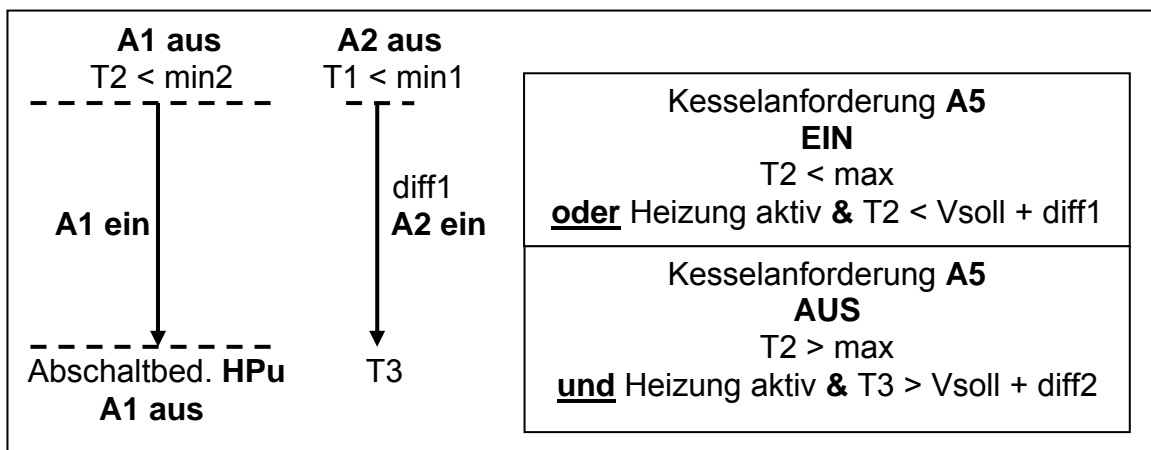 A1 aus
T2 < min2
A1 ein
Abschaltbed. HPu
A1 aus
A2 aus
T1 < min1
diff1
A2 ein
T3
Kesselanforderung A5
EIN
T2 < max
oder Heizung aktiv & T2 < Vsoll + diff1
Kesselanforderung A5
AUS
T2 > max
und Heizung aktiv & T3 > Vsoll + diff2